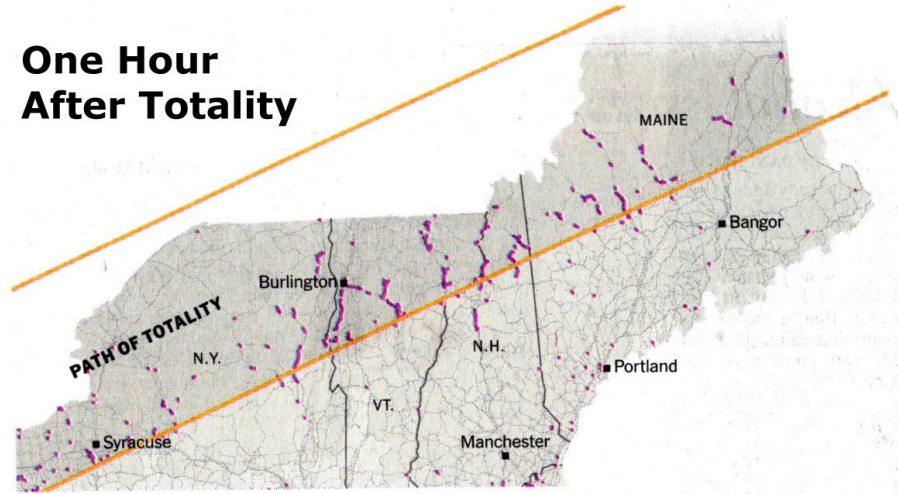 One Hour
After Totality
MAINE
Bangor
Burlington
PATH OF TOTALITY
N.Y.
N.H.
Portland
VT.
Syracuse
Manchester